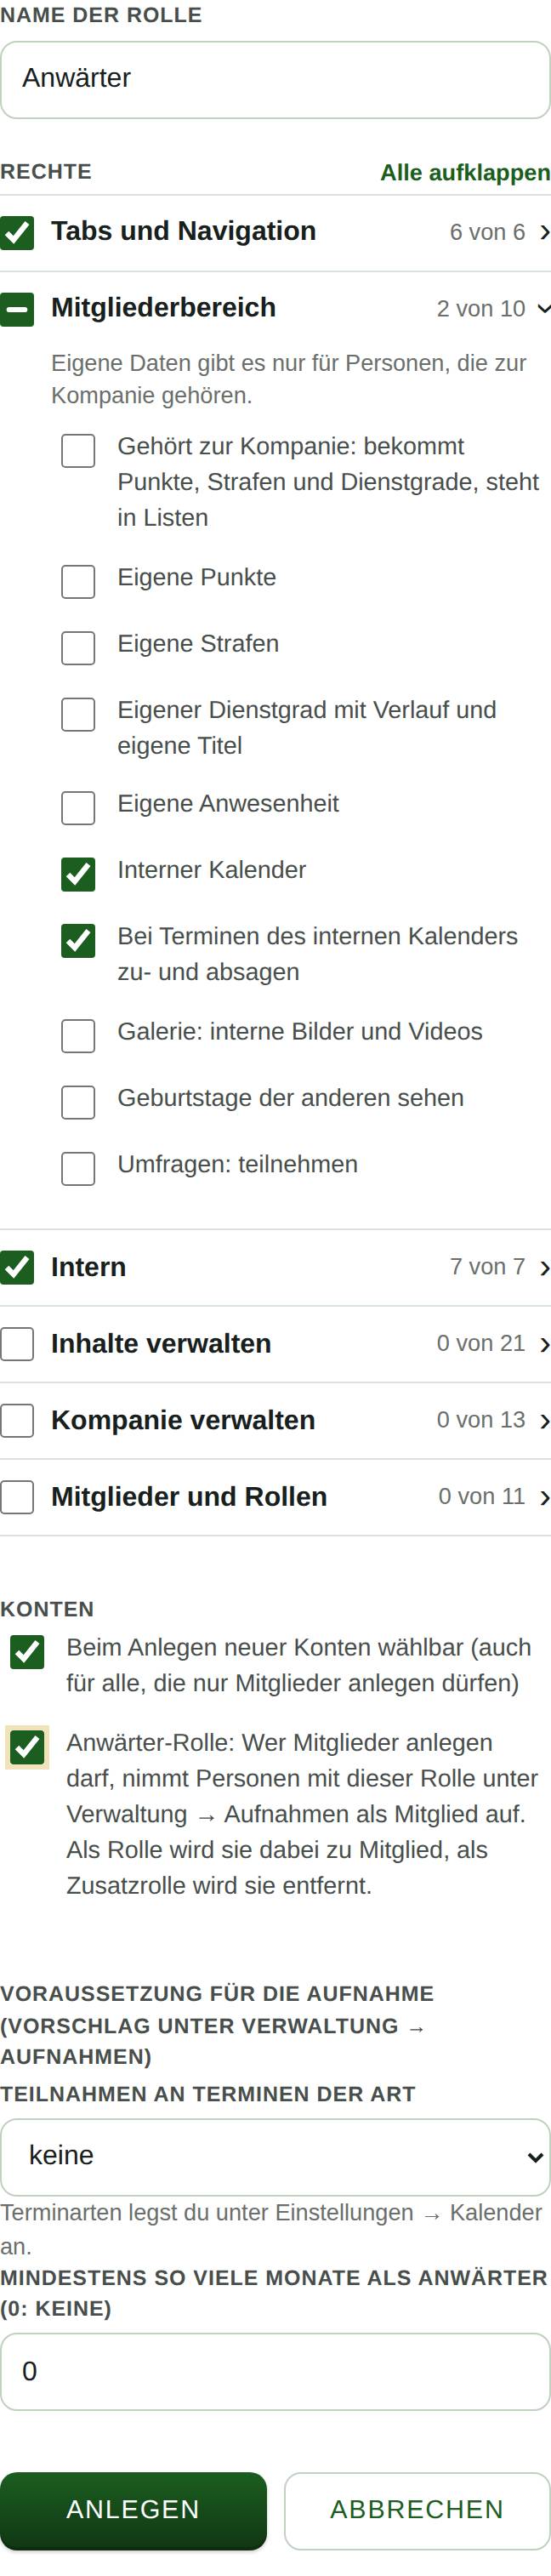 NAME DER ROLLE
Anwärter
RECHTE
Alle aufklappen
Tabs und Navigation 6 von 6
Mitgliederbereich 2 von 10
Eigene Daten gibt es nur für Personen, die zur
Kompanie gehören.
Gehört zur Kompanie: bekommt
Punkte, Strafen und Dienstgrade, steht
in Listen
Eigene Punkte
Eigene Strafen
Eigener Dienstgrad mit Verlauf und
eigene Titel
Eigene Anwesenheit
Interner Kalender
Bei Terminen des internen Kalenders
zu- und absagen
Galerie: interne Bilder und Videos
Geburtstage der anderen sehen
Umfragen: teilnehmen
Intern 7 von 7
Inhalte verwalten 0 von 21
Kompanie verwalten 0 von 13
Mitglieder und Rollen 0 von 11
KONTEN
Beim Anlegen neuer Konten wählbar (auch
für alle, die nur Mitglieder anlegen dürfen)
Anwärter-Rolle: Wer Mitglieder anlegen
darf, nimmt Personen mit dieser Rolle unter
Verwaltung → Aufnahmen als Mitglied auf.
Als Rolle wird sie dabei zu Mitglied, als
Zusatzrolle wird sie entfernt.
VORAUSSETZUNG FÜR DIE AUFNAHME
(VORSCHLAG UNTER VERWALTUNG →
AUFNAHMEN)
TEILNAHMEN AN TERMINEN DER ART
keine
Terminarten legst du unter Einstellungen → Kalender
an.
MINDESTENS SO VIELE MONATE ALS ANWÄRTER
(0: KEINE)
0
ANLEGEN
ABBRECHEN